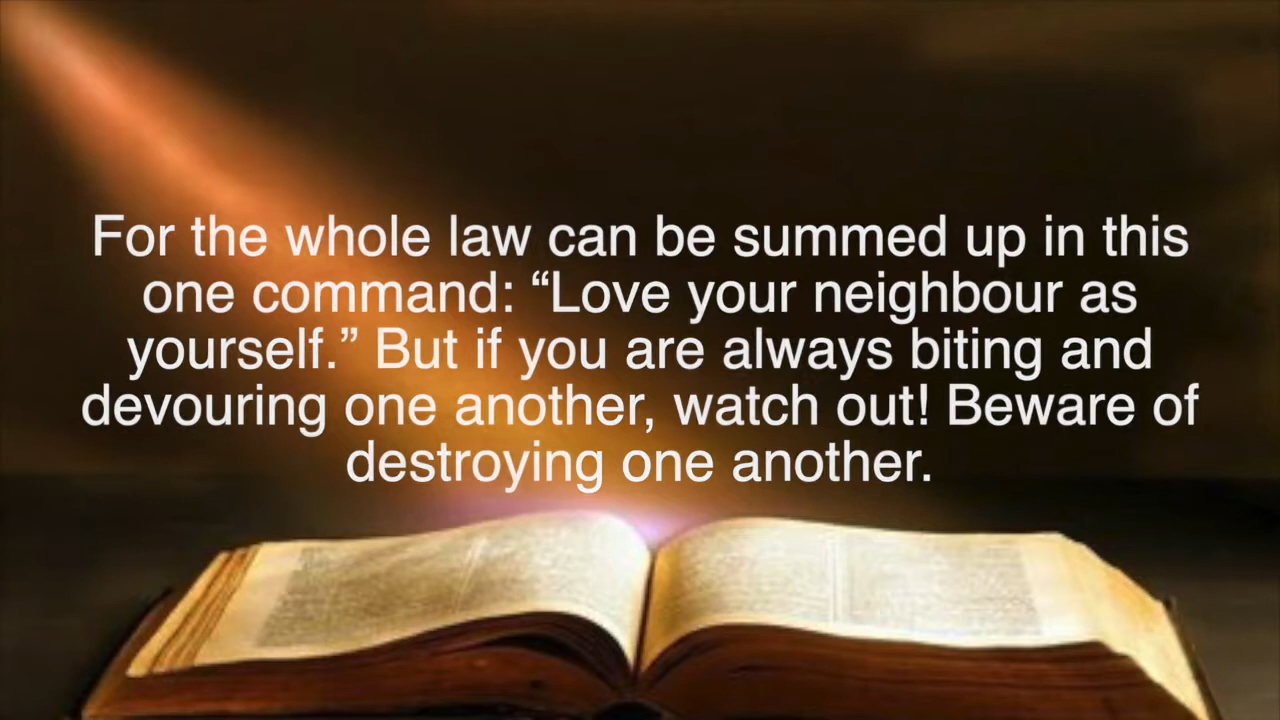 For the whole law can be summed up in this
one command: “Love your neighbour as
yourself.” But if you are always biting and
devouring one another, watch out! Beware of
destroying one another.